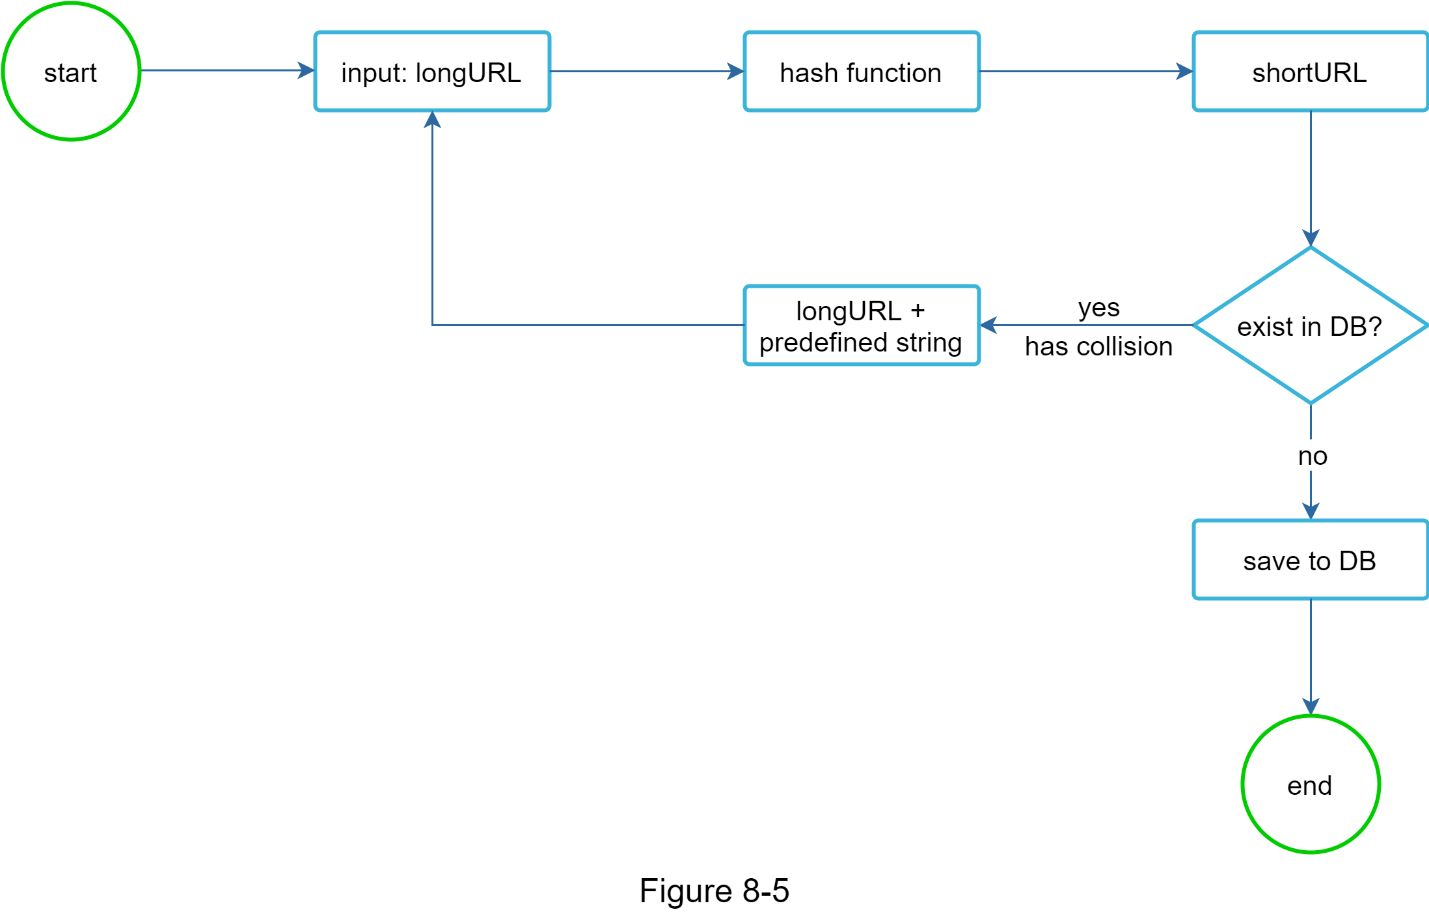 start
input: longURL
hash function
shortURL
longURL +
predefined string
yes
has collision
exist in DB?
no
save to DB
end
Figure 8-5